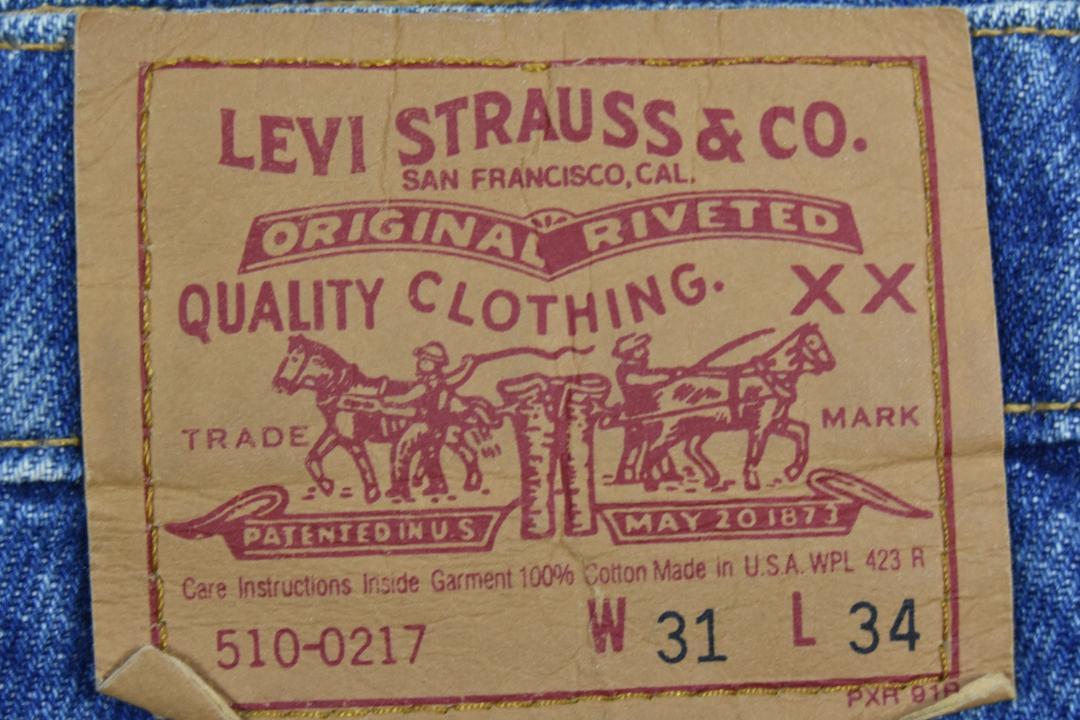 LEVI STRAUSS & CO.
SAN FRANCISCO, CAL.
ORIGINAL RIVETED
QUALITY CLOTHING. XX
TRADE MARK
PATENTED IN U.S MAY 20 1873
Care Instructions Inside Garment 100% Cotton Made in U.S.A. WPL 423 R
510-0217 W 31 L 34
PXR